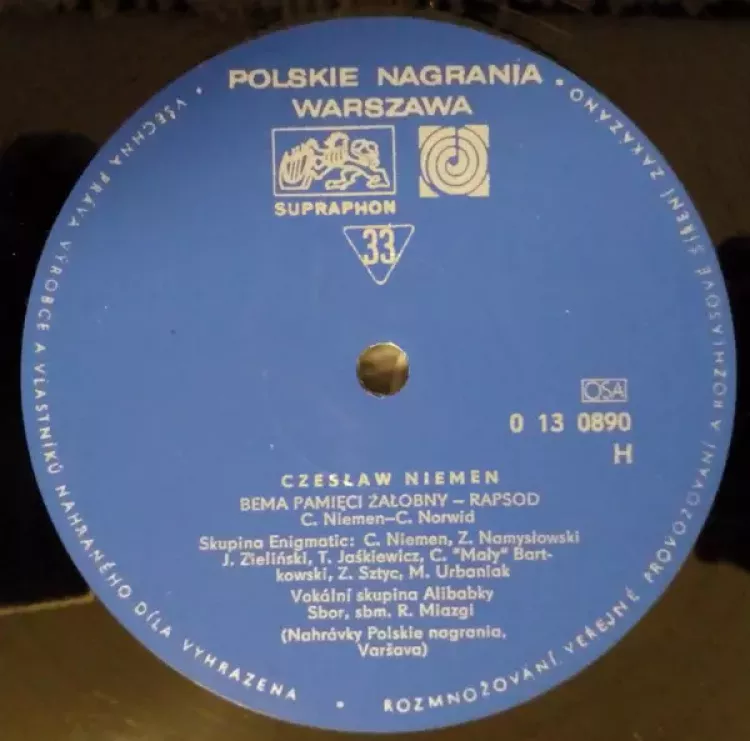 POLSKIE NAGRANIA
WARSZAWA
SUPRAPHON
33
OSA
0 13 0890
H
CZESŁAW NIEMEN
BEMA PAMIĘCI ŻAŁOBNY – RAPSOD
C. Niemen–C. Norwid
Skupina Enigmatic: C. Niemen, Z. Namysłowski
J. Zieliński, T. Jaśkiewicz, C. "Mały" Bart-
kowski, Z. Sztyc, M. Urbaniak
Vokální skupina Alibabky
Sbor, sbm. R. Miazgi
(Nahrávky Polskie nagrania,
Varšava)
• VŠECHNA PRÁVA VÝROBCE A VLASTNÍKŮ NAHRANÉHO DÍLA VYHRAZENA •
ROZMNOŽOVÁNÍ, VEŘEJNÉ PROVOZOVÁNÍ A ROZHLASOVÉ ŠÍŘENÍ ZAKÁZÁNO •